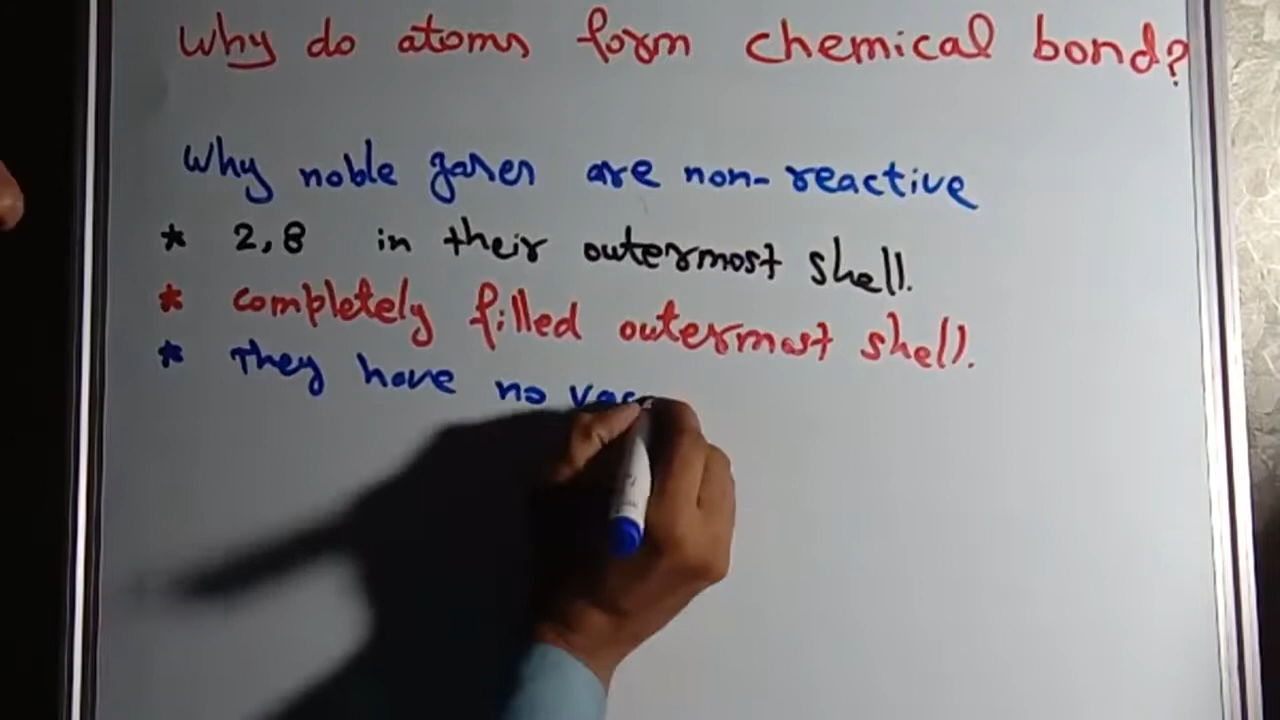 Why do atoms form chemical bond?
Why noble gases are non-reactive
* 2,8 in their outermost shell.
* completely filled outermost shell.
* They have no